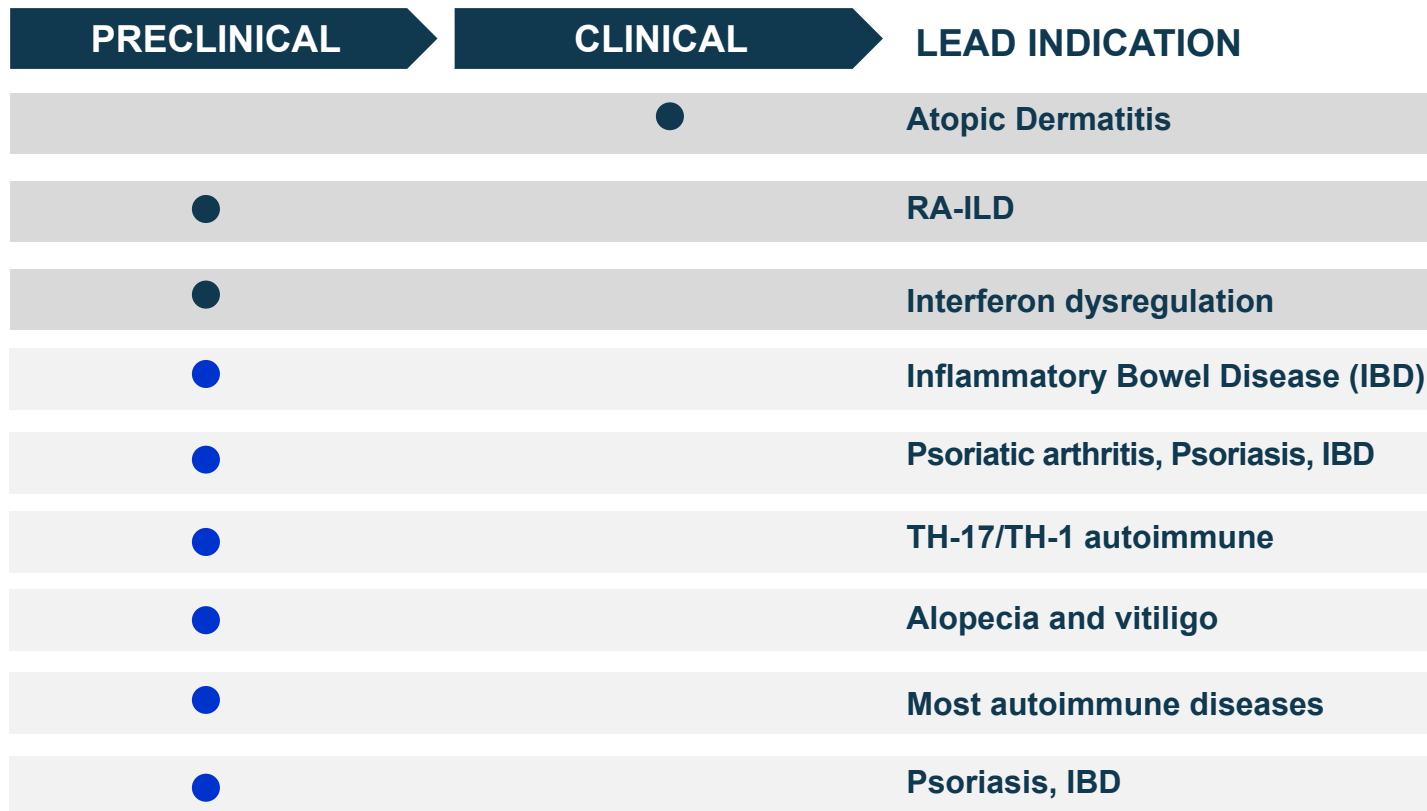 PRECLINICAL
CLINICAL
LEAD INDICATION
Atopic Dermatitis
RA-ILD
Interferon dysregulation
Inflammatory Bowel Disease (IBD)
Psoriatic arthritis, Psoriasis, IBD
TH-17/TH-1 autoimmune
Alopecia and vitiligo
Most autoimmune diseases
Psoriasis, IBD